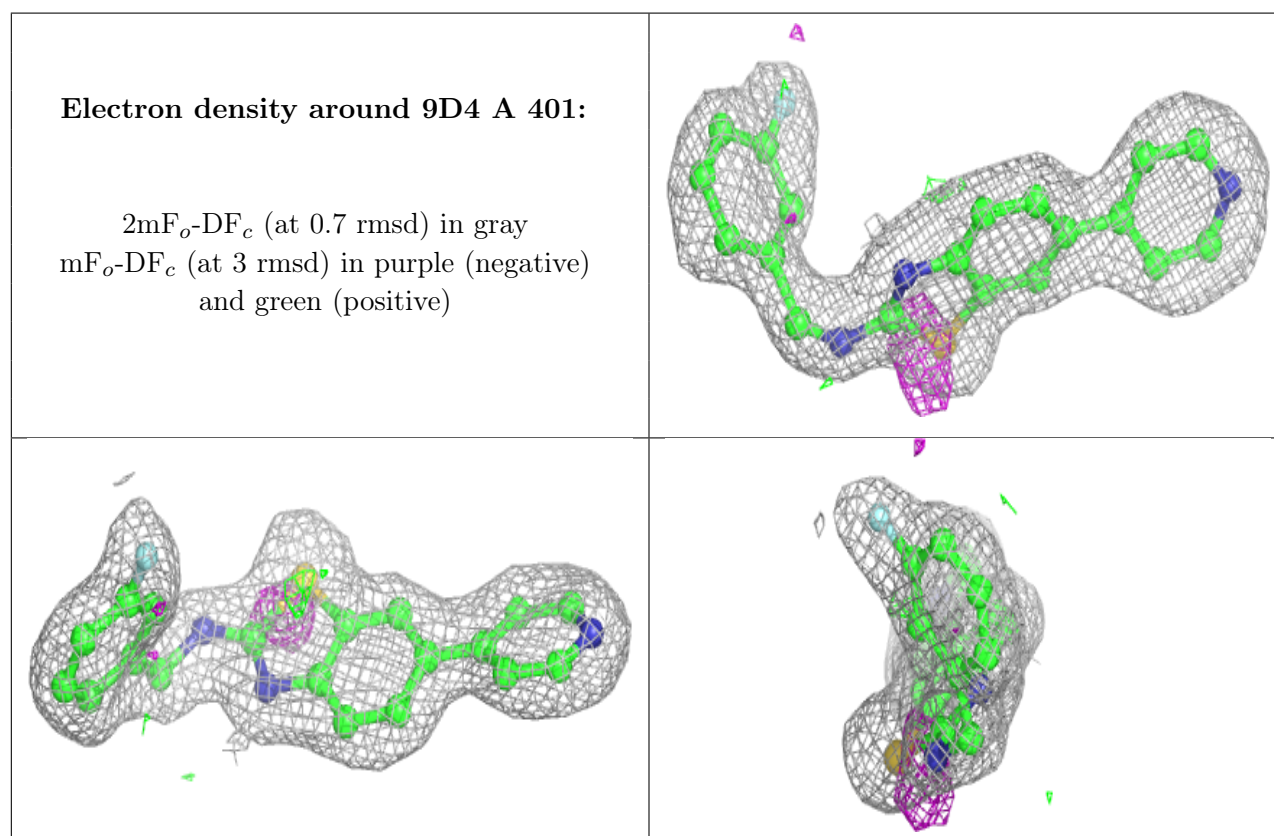 Electron density around 9D4 A 401:
2mFo-DFc (at 0.7 rmsd) in gray
mFo-DFc (at 3 rmsd) in purple (negative)
and green (positive)